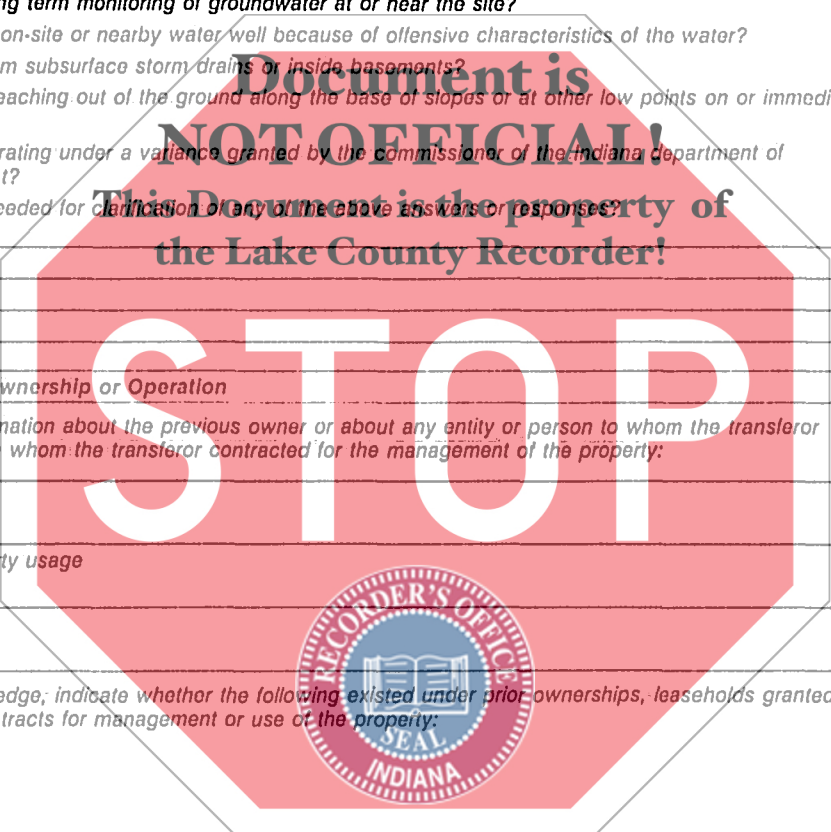 ng term monitoring of groundwater at or near the site?
on-site or nearby water well because of offensive characteristics of the water?
m subsurface storm drains or inside basements?
Document is
eaching out of the ground along the base of slopes or at other low points on or immedi
NOT OFFICIAL!
rating under a variance granted by the commissioner of the Indiana department of
t?
This Document is the property of
eeded for clarification of any of the above answers or responses?
the Lake County Recorder!
STOP
wnership or Operation
nation about the previous owner or about any entity or person to whom the transferor
whom the transferor contracted for the management of the property:
ty usage
RECORDER'S OFFICE
edge, indicate whether the following existed under prior ownerships, leaseholds granted
tracts for management or use of the property:
SEAL
INDIANA